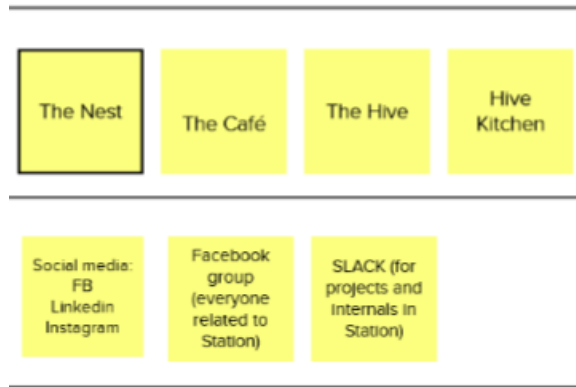 The Nest
The Café
The Hive
Hive
Kitchen
Social media:
FB
Linkedin
Instagram
Facebook
group
(everyone
related to
Station)
SLACK (for
projects and
internals in
Station)